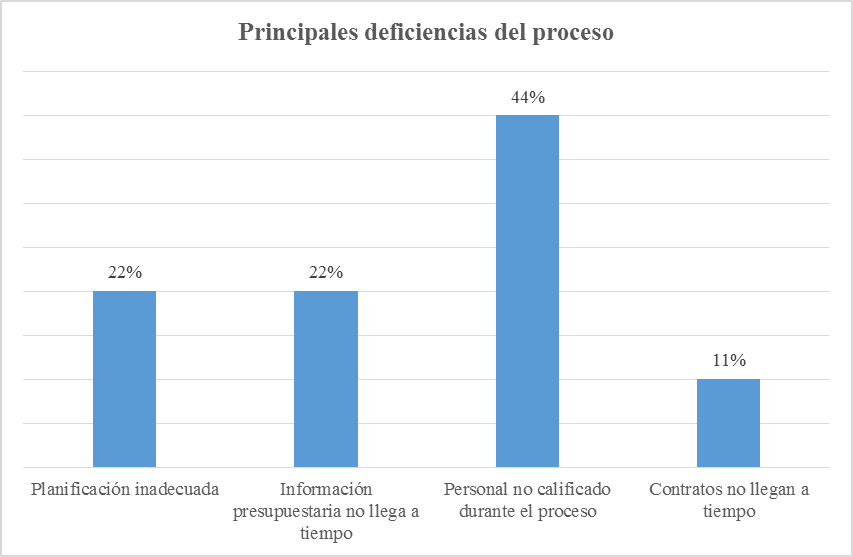 Principales deficiencias del proceso
44%
22%
22%
11%
Planificación inadecuada
Información
presupuestaria no llega a
tiempo
Personal no calificado
durante el proceso
Contratos no llegan a
tiempo